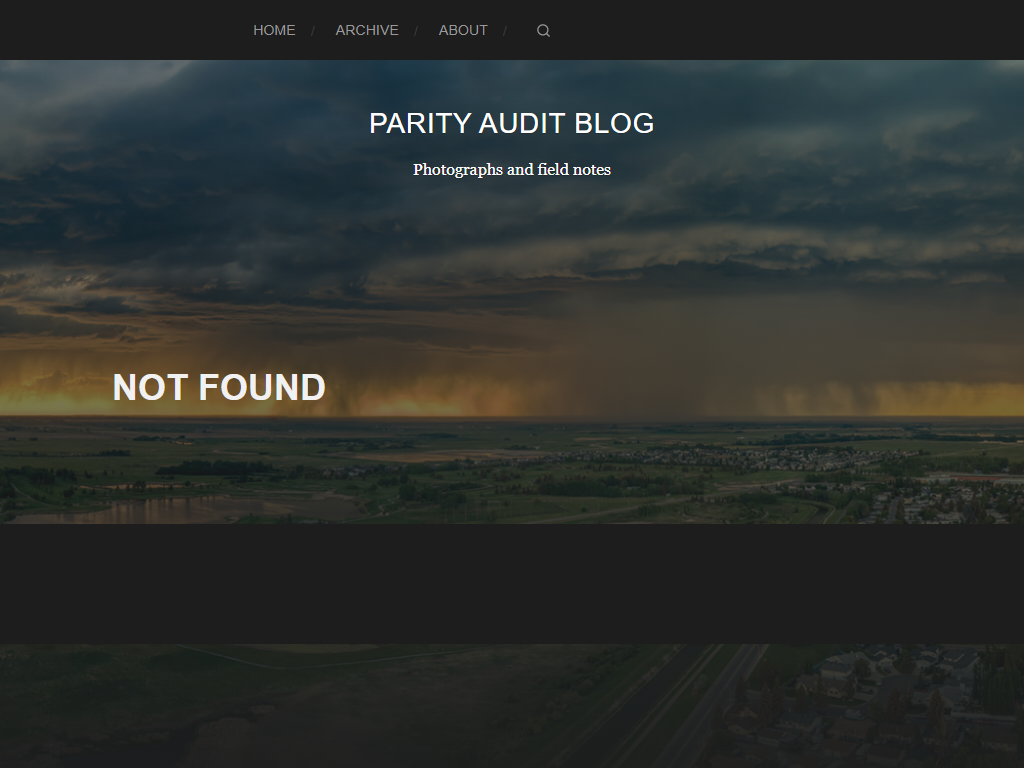 HOME / ARCHIVE / ABOUT /
PARITY AUDIT BLOG
Photographs and field notes
NOT FOUND